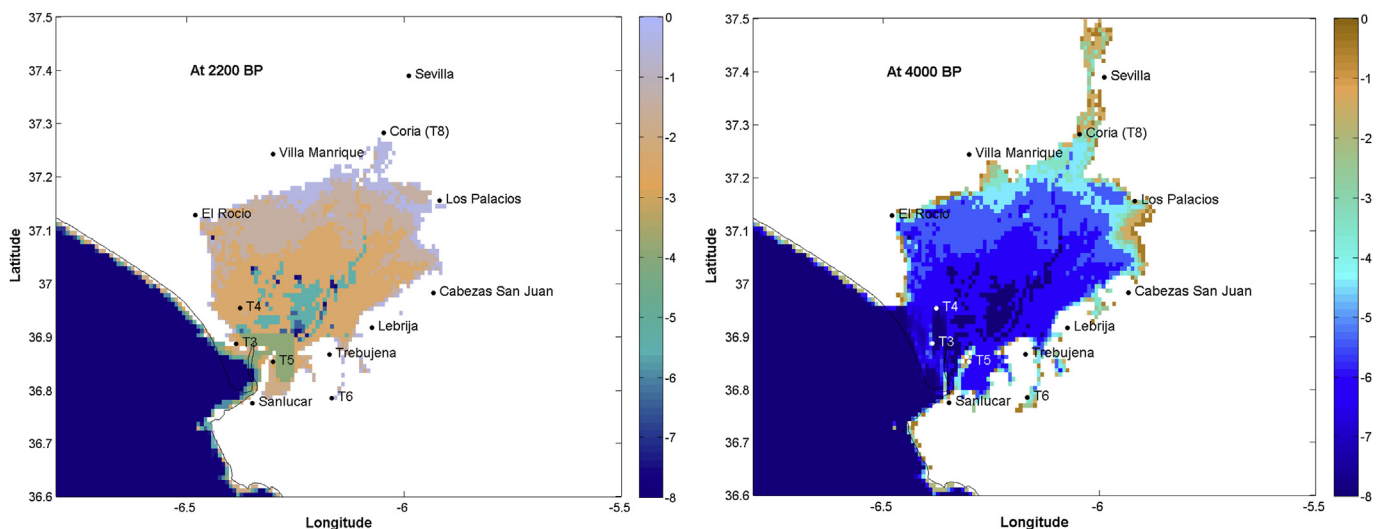 37.5
37.4
37.3
37.2
37.1
37
36.9
36.8
36.7
36.6
Latitude
-6.5
-6
-5.5
Longitude
At 2200 BP
Sevilla
Coria (T8)
Villa Manrique
Los Palacios
El Rocio
Cabezas San Juan
T4
Lebrija
T3
Trebujena
T5
T6
Sanlucar
0
-1
-2
-3
-4
-5
-6
-7
-8
37.5
37.4
37.3
37.2
37.1
37
36.9
36.8
36.7
36.6
Latitude
-6.5
-6
-5.5
Longitude
At 4000 BP
Sevilla
Coria (T8)
Villa Manrique
Los Palacios
El Rocio
Cabezas San Juan
T4
Lebrija
T3
Trebujena
T5
T6
Sanlucar
0
-1
-2
-3
-4
-5
-6
-7
-8